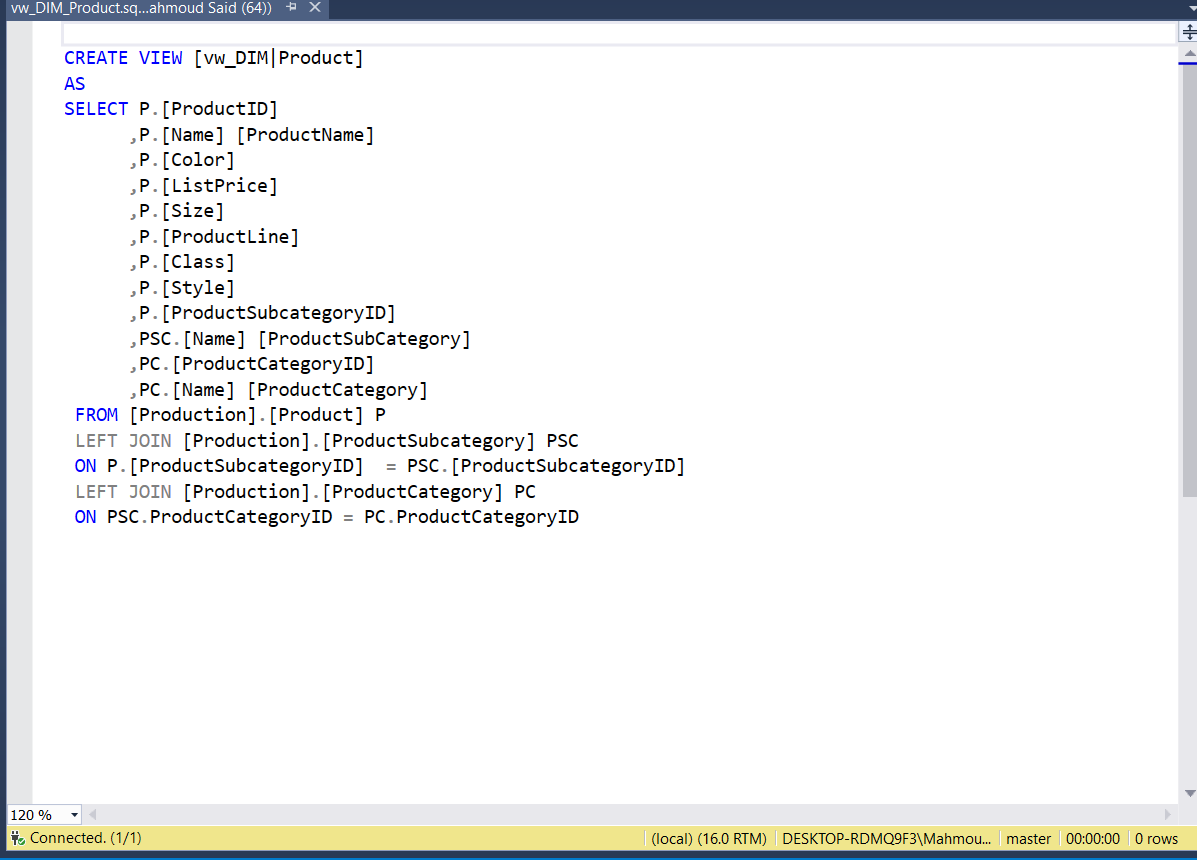 vw_DIM_Product.sq...ahmoud Said (64))
CREATE VIEW [vw_DIM|Product]
AS
SELECT P.[ProductID]
,P.[Name] [ProductName]
,P.[Color]
,P.[ListPrice]
,P.[Size]
,P.[ProductLine]
,P.[Class]
,P.[Style]
,P.[ProductSubcategoryID]
,PSC.[Name] [ProductSubCategory]
,PC.[ProductCategoryID]
,PC.[Name] [ProductCategory]
FROM [Production].[Product] P
LEFT JOIN [Production].[ProductSubcategory] PSC
ON P.[ProductSubcategoryID]  = PSC.[ProductSubcategoryID]
LEFT JOIN [Production].[ProductCategory] PC
ON PSC.ProductCategoryID = PC.ProductCategoryID
120 %
Connected. (1/1) (local) (16.0 RTM) DESKTOP-RDMQ9F3\Mahmou... master 00:00:00 0 rows